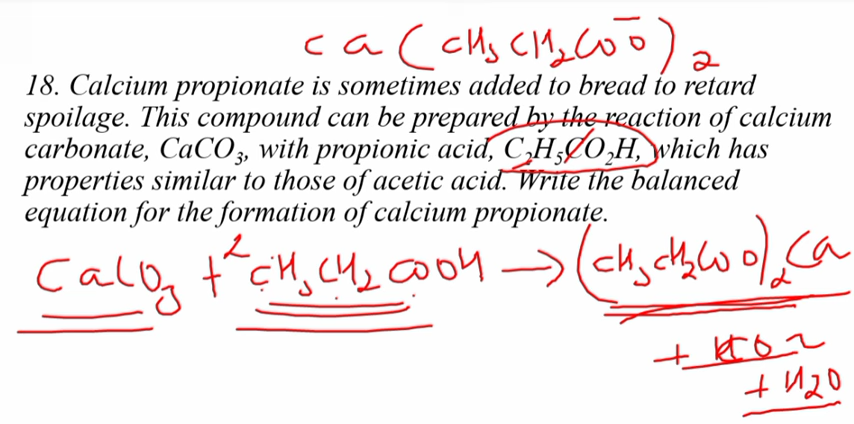 Ca(CH₃CH₂COO⁻)₂
18. Calcium propionate is sometimes added to bread to retard
spoilage. This compound can be prepared by the reaction of calcium
carbonate, CaCO₃, with propionic acid, C₂H₅CO₂H, which has
properties similar to those of acetic acid. Write the balanced
equation for the formation of calcium propionate.
CaCO₃ + 2CH₃CH₂COOH → (CH₃CH₂COO)₂Ca
+ CO₂
+ H₂O